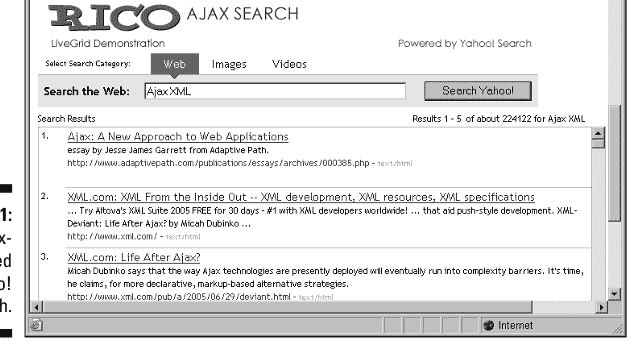 RICO AJAX SEARCH
LiveGrid Demonstration Powered by Yahoo! Search
Select Search Category: Web Images Videos
Search the Web: Ajax XML Search Yahoo!
Search Results Results 1 - 5 of about 224122 for Ajax XML
1. Ajax: A New Approach to Web Applications
essay by Jesse James Garrett from Adaptive Path.
http://www.adaptivepath.com/publications/essays/archives/000385.php - text/html
2. XML.com: XML From the Inside Out -- XML development, XML resources, XML specifications
... Try Altova's XML Suite 2005 FREE for 30 days - #1 with XML developers worldwide! ... that aid push-style development. XML-
Deviant: Life After Ajax? by Micah Dubinko ...
http://www.xml.com/ - text/html
3. XML.com: Life After Ajax?
Micah Dubinko says that the way Ajax technologies are presently deployed will eventually run into complexity barriers. It's time,
he claims, for more declarative, markup-based alternative strategies.
http://www.xml.com/pub/a/2005/06/29/deviant.html - text/html
1:
x-
ed
o!
h.
Internet